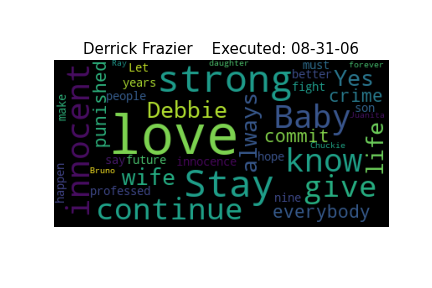 Derrick Frazier    Executed: 08-31-06
Ray
daughter
forever
Let
must
better
years
strong
Yes
innocent
punished
make
people
Debbie
fight
crime
always
Baby
son
Juanita
love
commit
life
Chuckie
say
future
innocence
hope
know
happen
Bruno
wife
Stay
give
professed
nine
continue
everybody